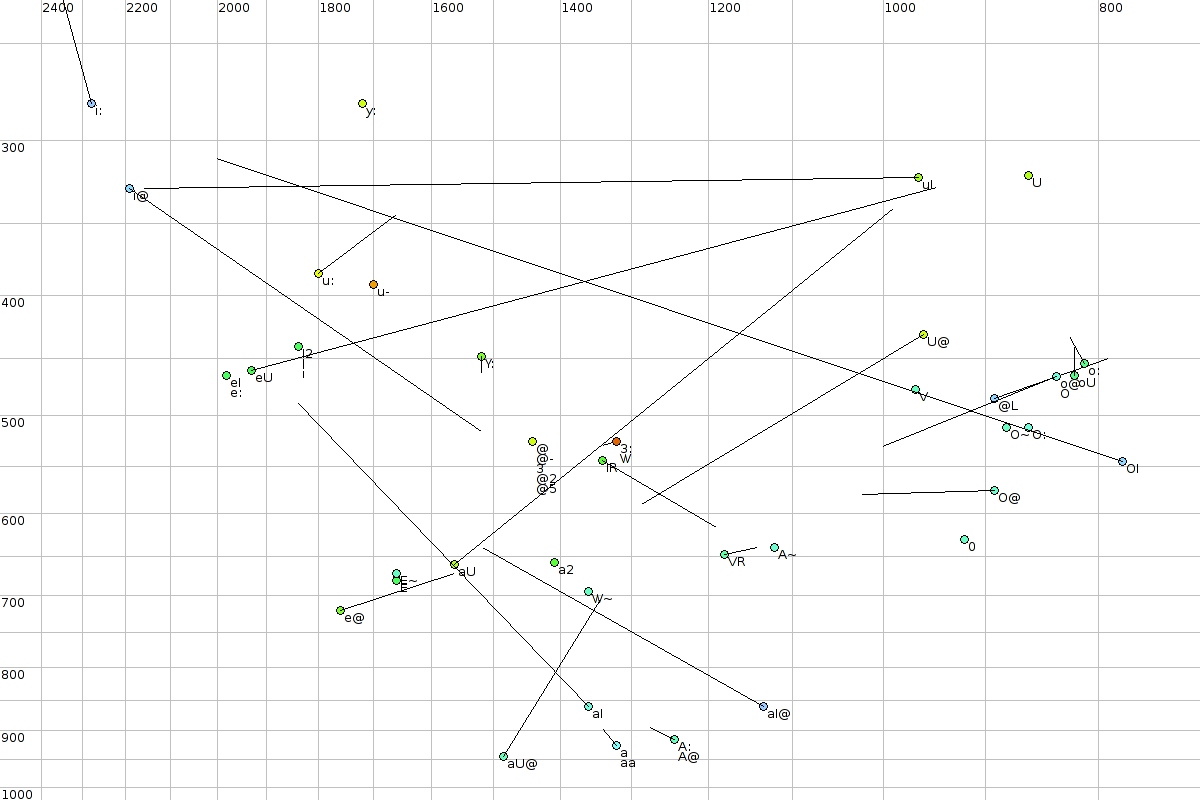 2400 2200 2000 1800 1600 1400 1200 1000 800
i: y:
300
i@ uI U
u: u-
400
U@
I2 Y:
i
eI eU o:
e: o@ oU
V O
@L
500
O~ O:
@ 3:
@- W
3 IR OI
@2
@5 O@
600
VR A~ 0
aU a2
E~
E
W~
700
e@
800
aI aI@
900
a A:
aa A@
aU@
1000